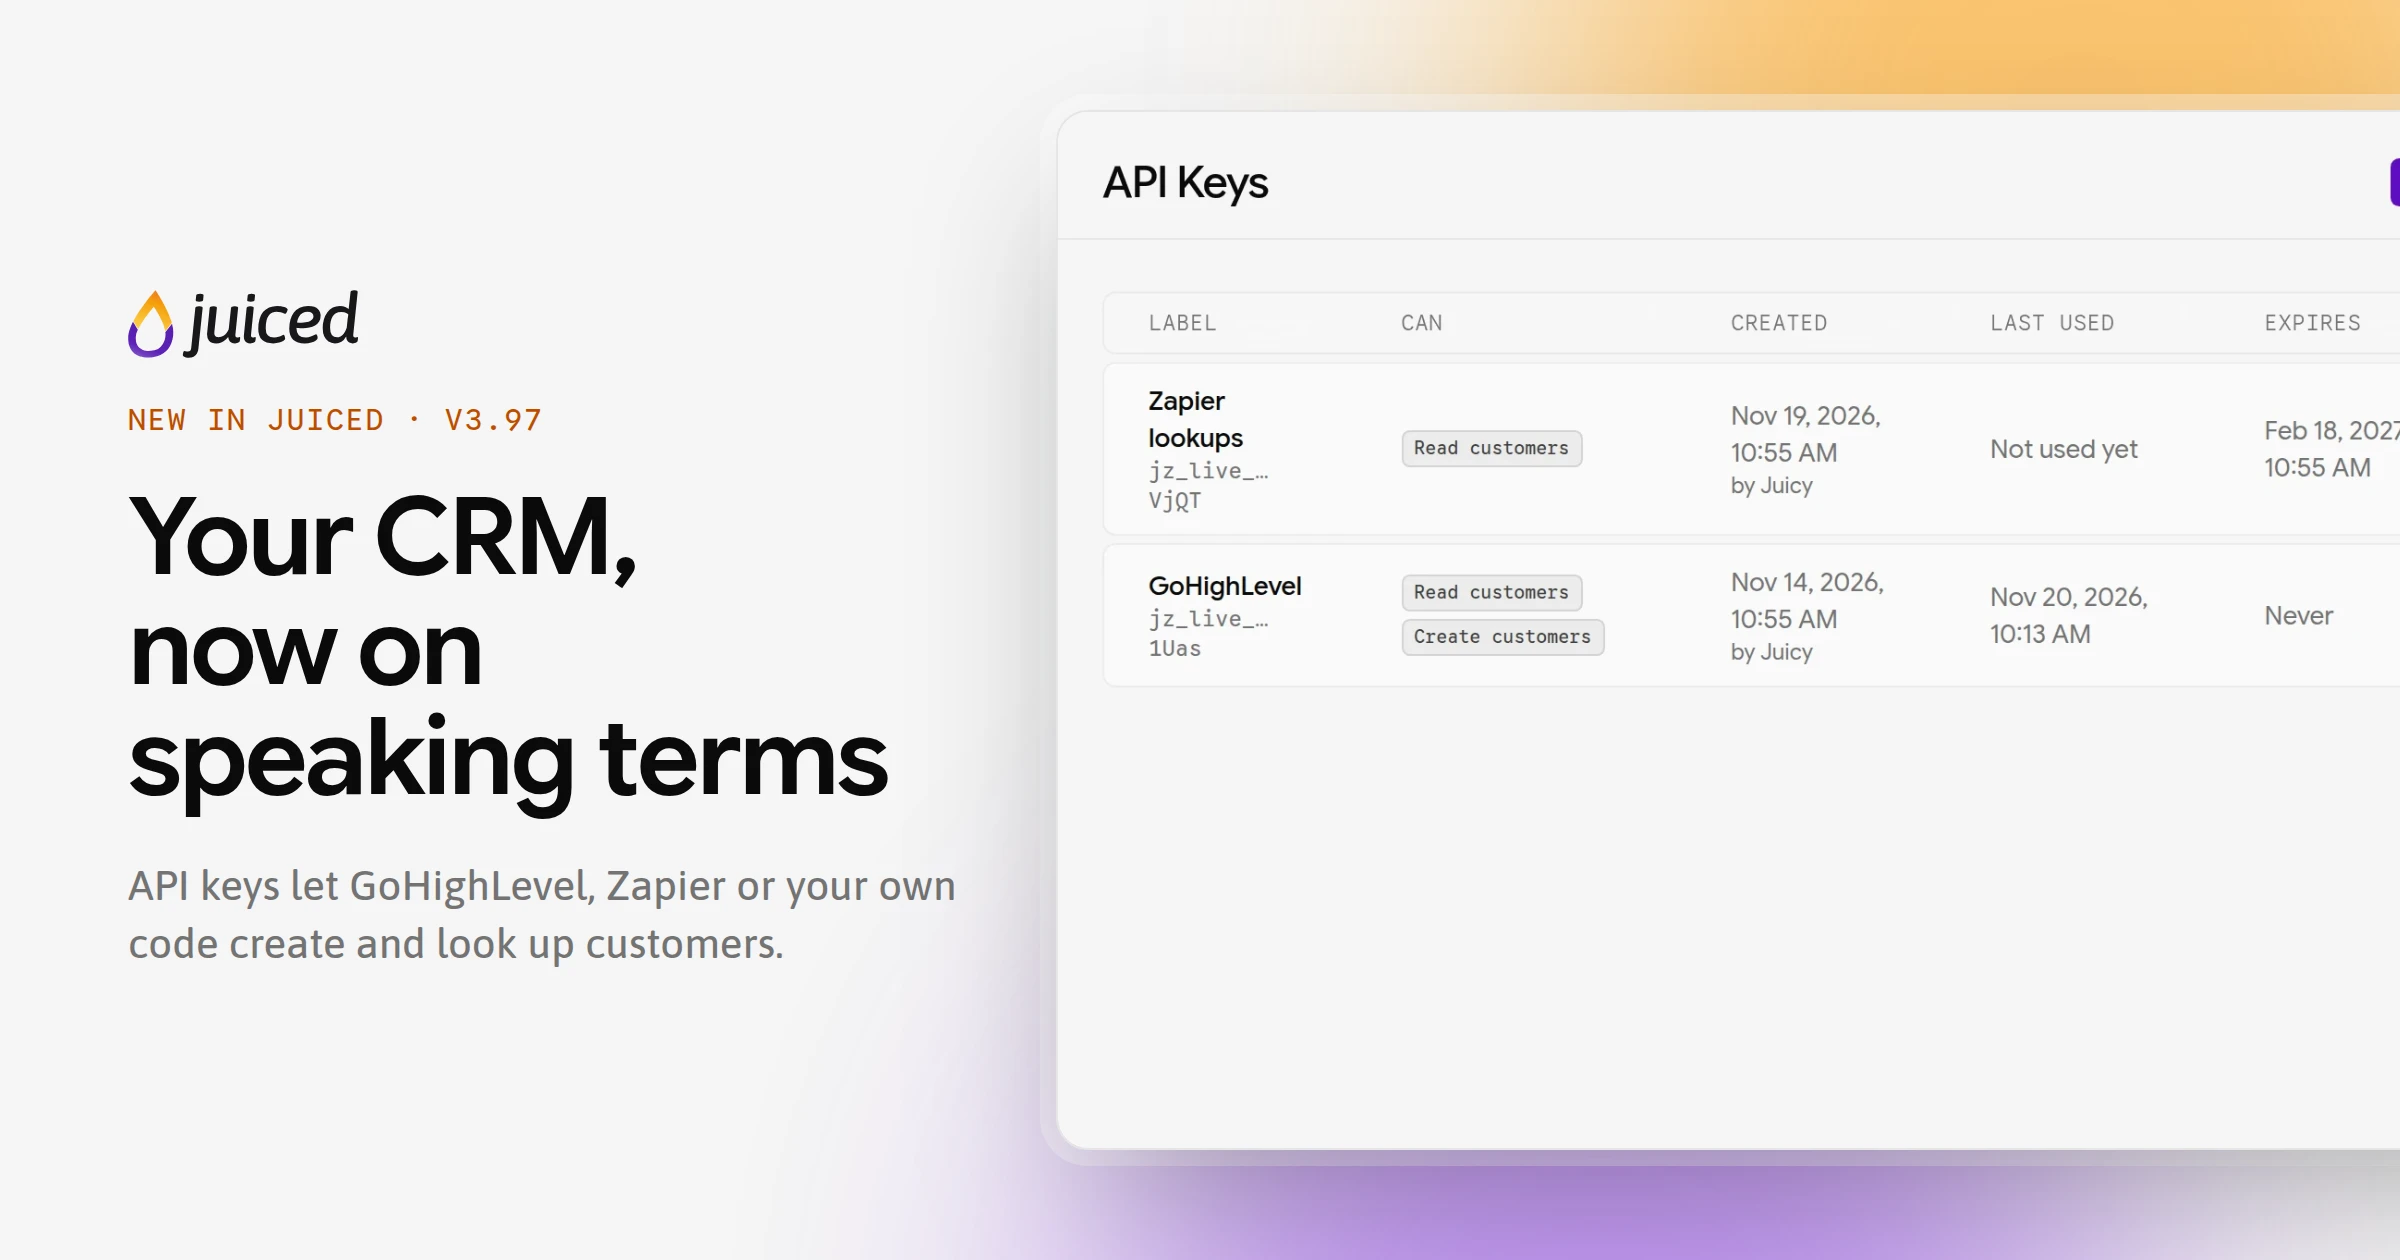 juiced
NEW IN JUICED · V3.97
Your CRM,
now on
speaking terms
API keys let GoHighLevel, Zapier or your own
code create and look up customers.
API Keys
LABEL CAN CREATED LAST USED EXPIRES
Zapier
lookups
jz_live_…
VjQT
Read customers
Nov 19, 2026,
10:55 AM
by Juicy
Not used yet
Feb 18, 2027
10:55 AM
GoHighLevel
jz_live_…
1Uas
Read customers
Create customers
Nov 14, 2026,
10:55 AM
by Juicy
Nov 20, 2026,
10:13 AM
Never